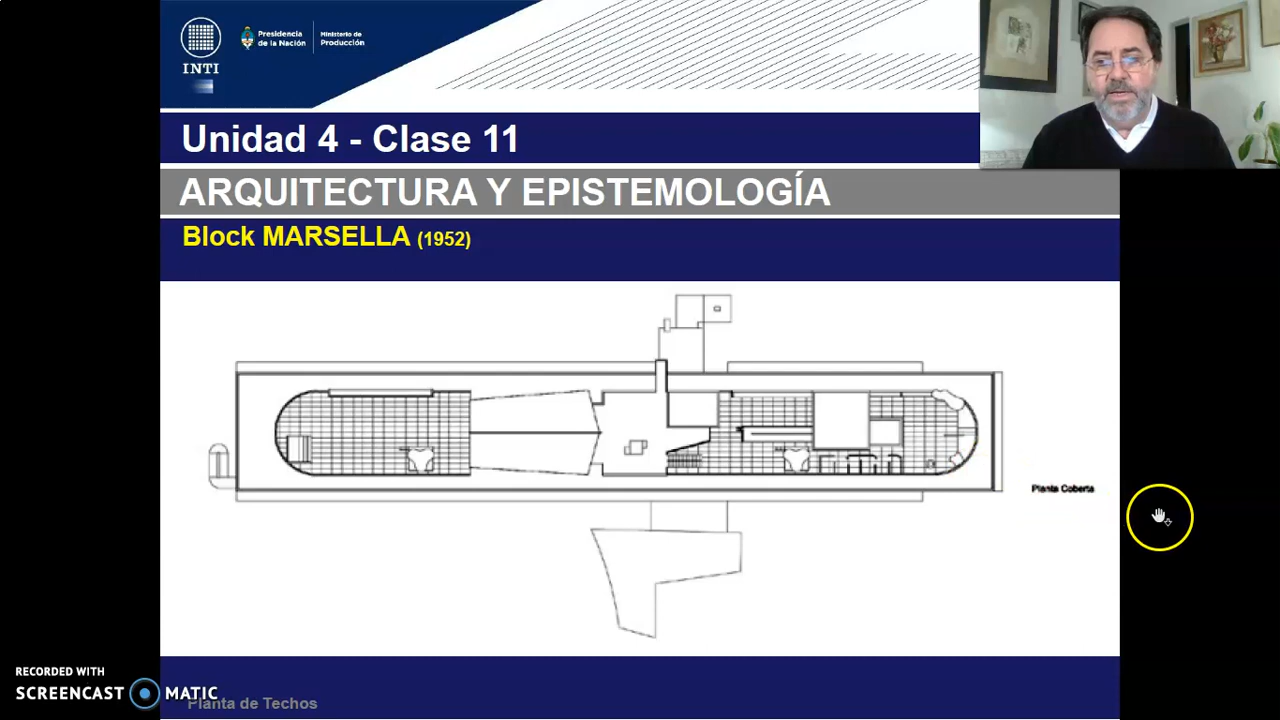 INTI
Presidencia
de la Nación
Ministerio de
Producción
Unidad 4 - Clase 11
ARQUITECTURA Y EPISTEMOLOGÍA
Block MARSELLA (1952)
Planta Coberta
RECORDED WITH
SCREENCAST MATIC
Planta de Techos